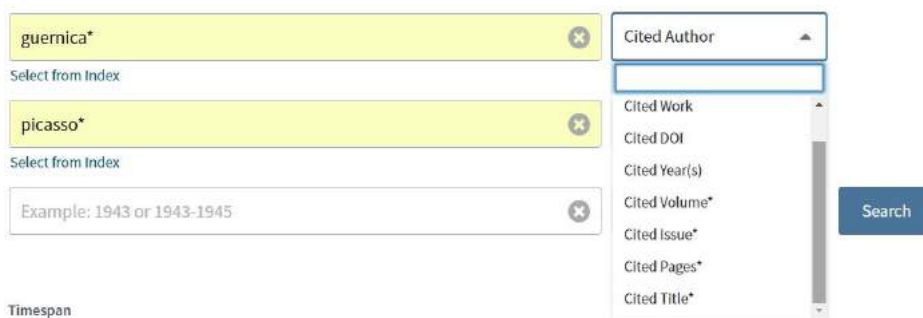 guernica*
Cited Author
Select from Index
Cited Work
picasso*
Cited DOI
Select from Index
Cited Year(s)
Example: 1943 or 1943-1945
Cited Volume*
Search
Cited Issue*
Cited Pages*
Cited Title*
Timespan